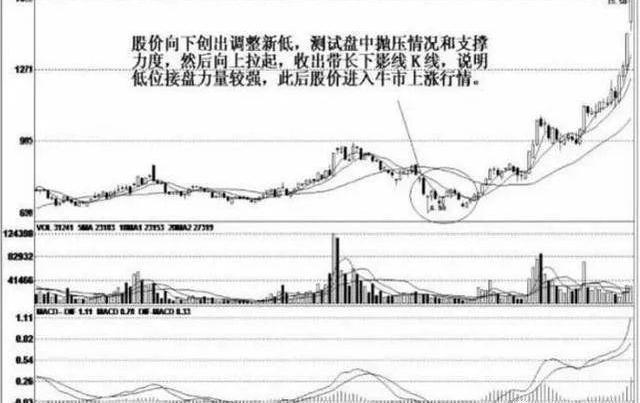 股价向下创出调整新低，测试盘中抛压情况和支撑
力度，然后向上拉起，收出带长下影线K线，说明
低位接盘力量较强，此后股价进入牛市上涨行情。
1271
VOL 31241 5MA 23183 10MA1 23153 20MA2 27319
124398
82932
41466
MACD- DIF 1.11 MACD 0.78 DIF-MACD 0.33
1.11
0.82
0.54
0.26